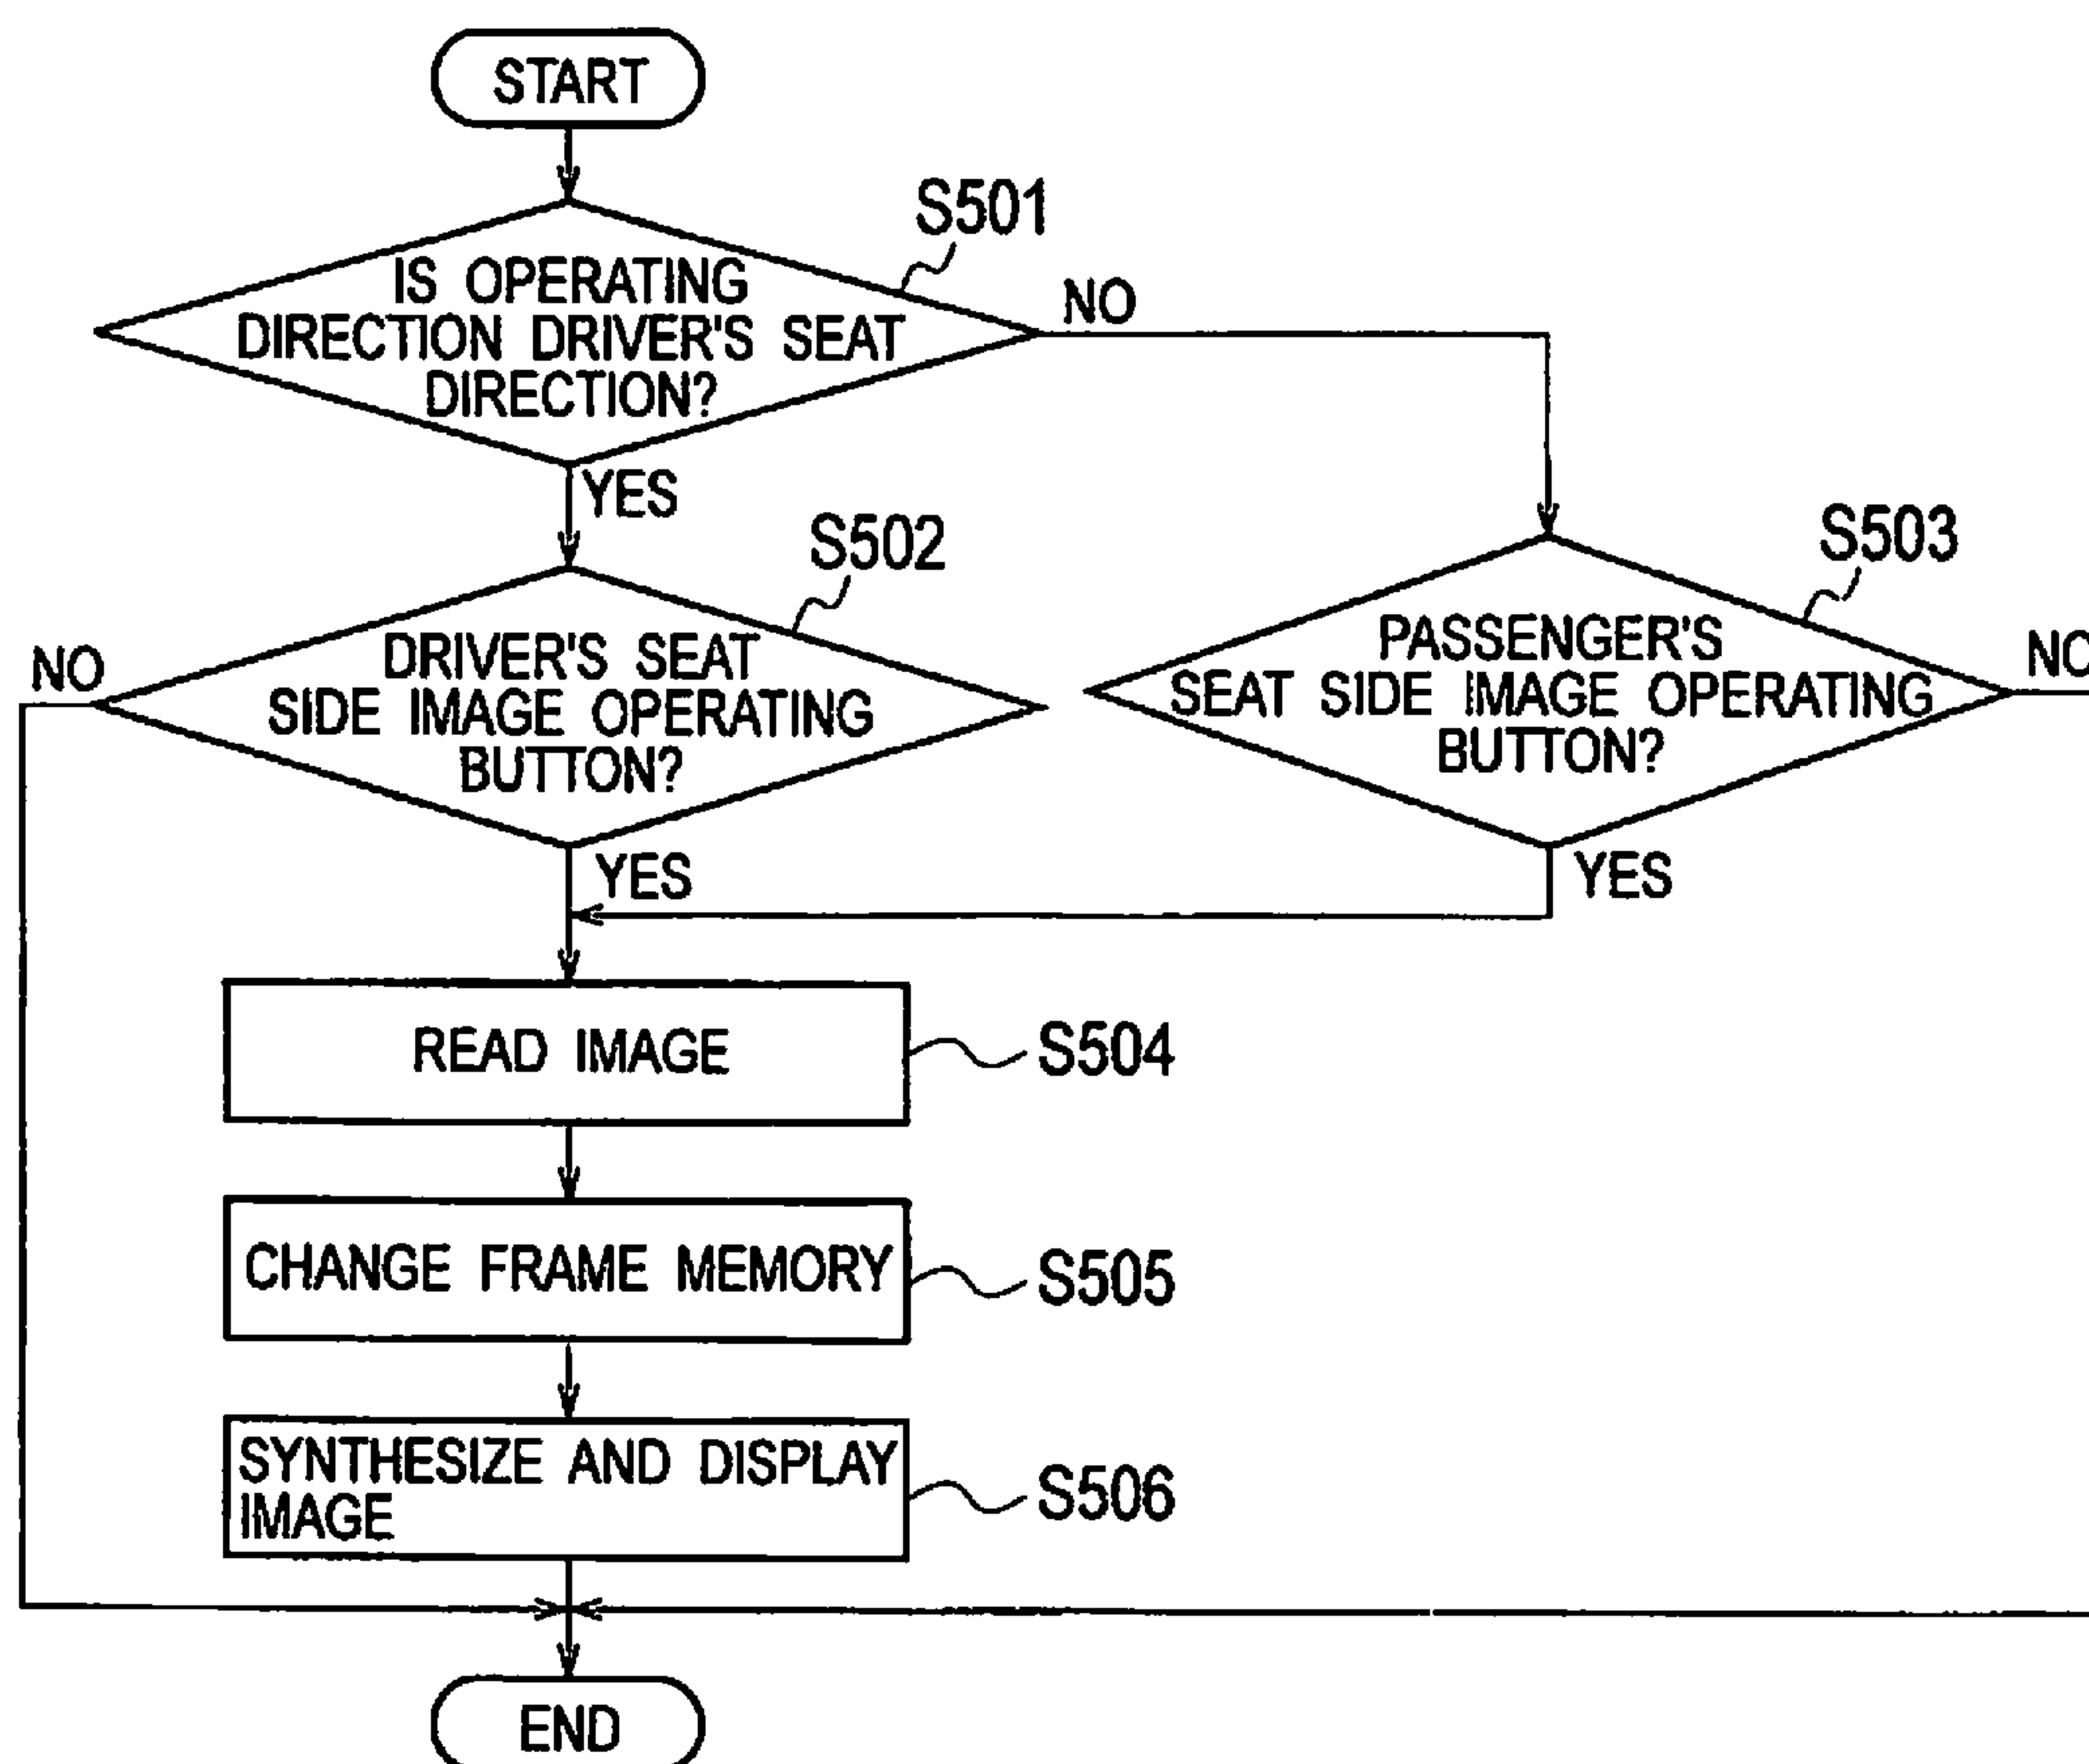 START
S501
IS OPERATING
DIRECTION DRIVER'S SEAT
DIRECTION?
NO
YES
S502
S503
NO
DRIVER'S SEAT
SIDE IMAGE OPERATING
BUTTON?
PASSENGER'S
SEAT SIDE IMAGE OPERATING
BUTTON?
NO
YES
YES
READ IMAGE
S504
CHANGE FRAME MEMORY
S505
SYNTHESIZE AND DISPLAY
IMAGE
S506
END